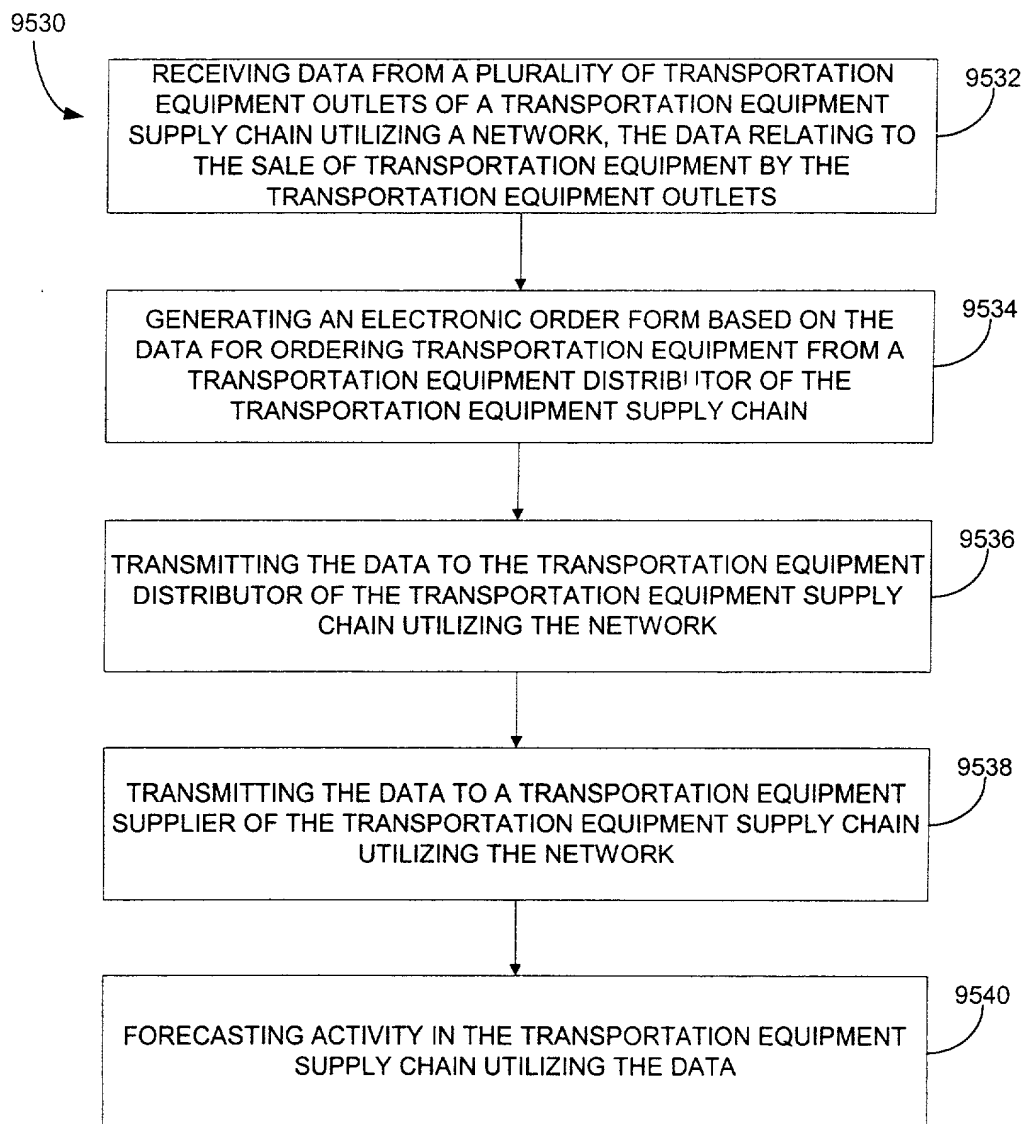 9530
RECEIVING DATA FROM A PLURALITY OF TRANSPORTATION
EQUIPMENT OUTLETS OF A TRANSPORTATION EQUIPMENT
SUPPLY CHAIN UTILIZING A NETWORK, THE DATA RELATING TO
THE SALE OF TRANSPORTATION EQUIPMENT BY THE
TRANSPORTATION EQUIPMENT OUTLETS
9532
GENERATING AN ELECTRONIC ORDER FORM BASED ON THE
DATA FOR ORDERING TRANSPORTATION EQUIPMENT FROM A
TRANSPORTATION EQUIPMENT DISTRIBUTOR OF THE
TRANSPORTATION EQUIPMENT SUPPLY CHAIN
9534
TRANSMITTING THE DATA TO THE TRANSPORTATION EQUIPMENT
DISTRIBUTOR OF THE TRANSPORTATION EQUIPMENT SUPPLY
CHAIN UTILIZING THE NETWORK
9536
TRANSMITTING THE DATA TO A TRANSPORTATION EQUIPMENT
SUPPLIER OF THE TRANSPORTATION EQUIPMENT SUPPLY CHAIN
UTILIZING THE NETWORK
9538
FORECASTING ACTIVITY IN THE TRANSPORTATION EQUIPMENT
SUPPLY CHAIN UTILIZING THE DATA
9540